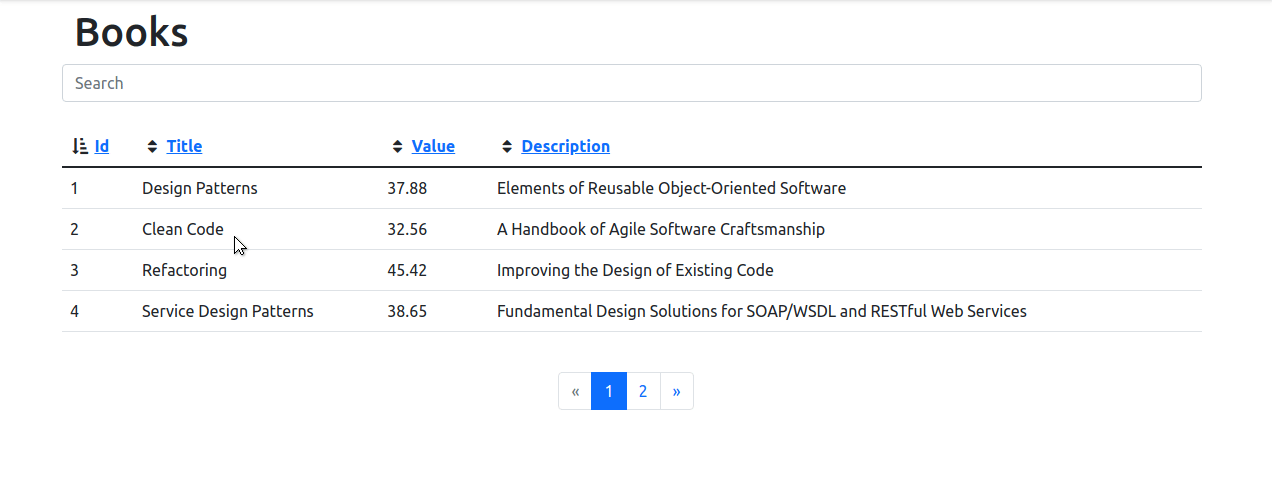 Books
Search
Id Title Value Description
1 Design Patterns 37.88 Elements of Reusable Object-Oriented Software
2 Clean Code 32.56 A Handbook of Agile Software Craftsmanship
3 Refactoring 45.42 Improving the Design of Existing Code
4 Service Design Patterns 38.65 Fundamental Design Solutions for SOAP/WSDL and RESTful Web Services
« 1 2 »